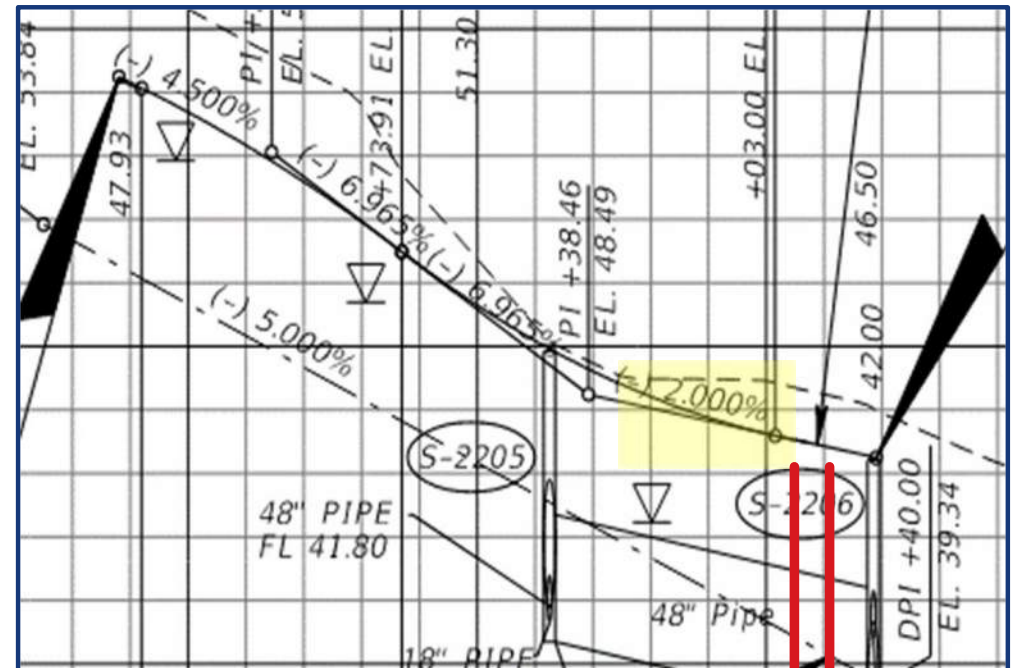 EL. 53.84
(-) 4.500%
47.93
PI +
EL. 5
+73.91 EL.
51.30
(-) 6.965%
(-) 6.965%
(-) 5.000%
PI +38.46
EL. 48.49
+03.00 EL
46.50
42.00
(-) 2.000%
S-2205
S-2206
48" PIPE
FL 41.80
48" Pipe
18" PIPE
DPI +40.00
EL. 39.34